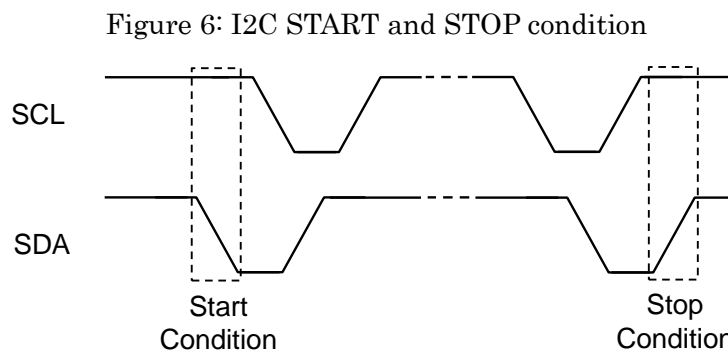 Figure 6: I2C START and STOP condition
SCL
SDA
Start
Condition
Stop
Condition